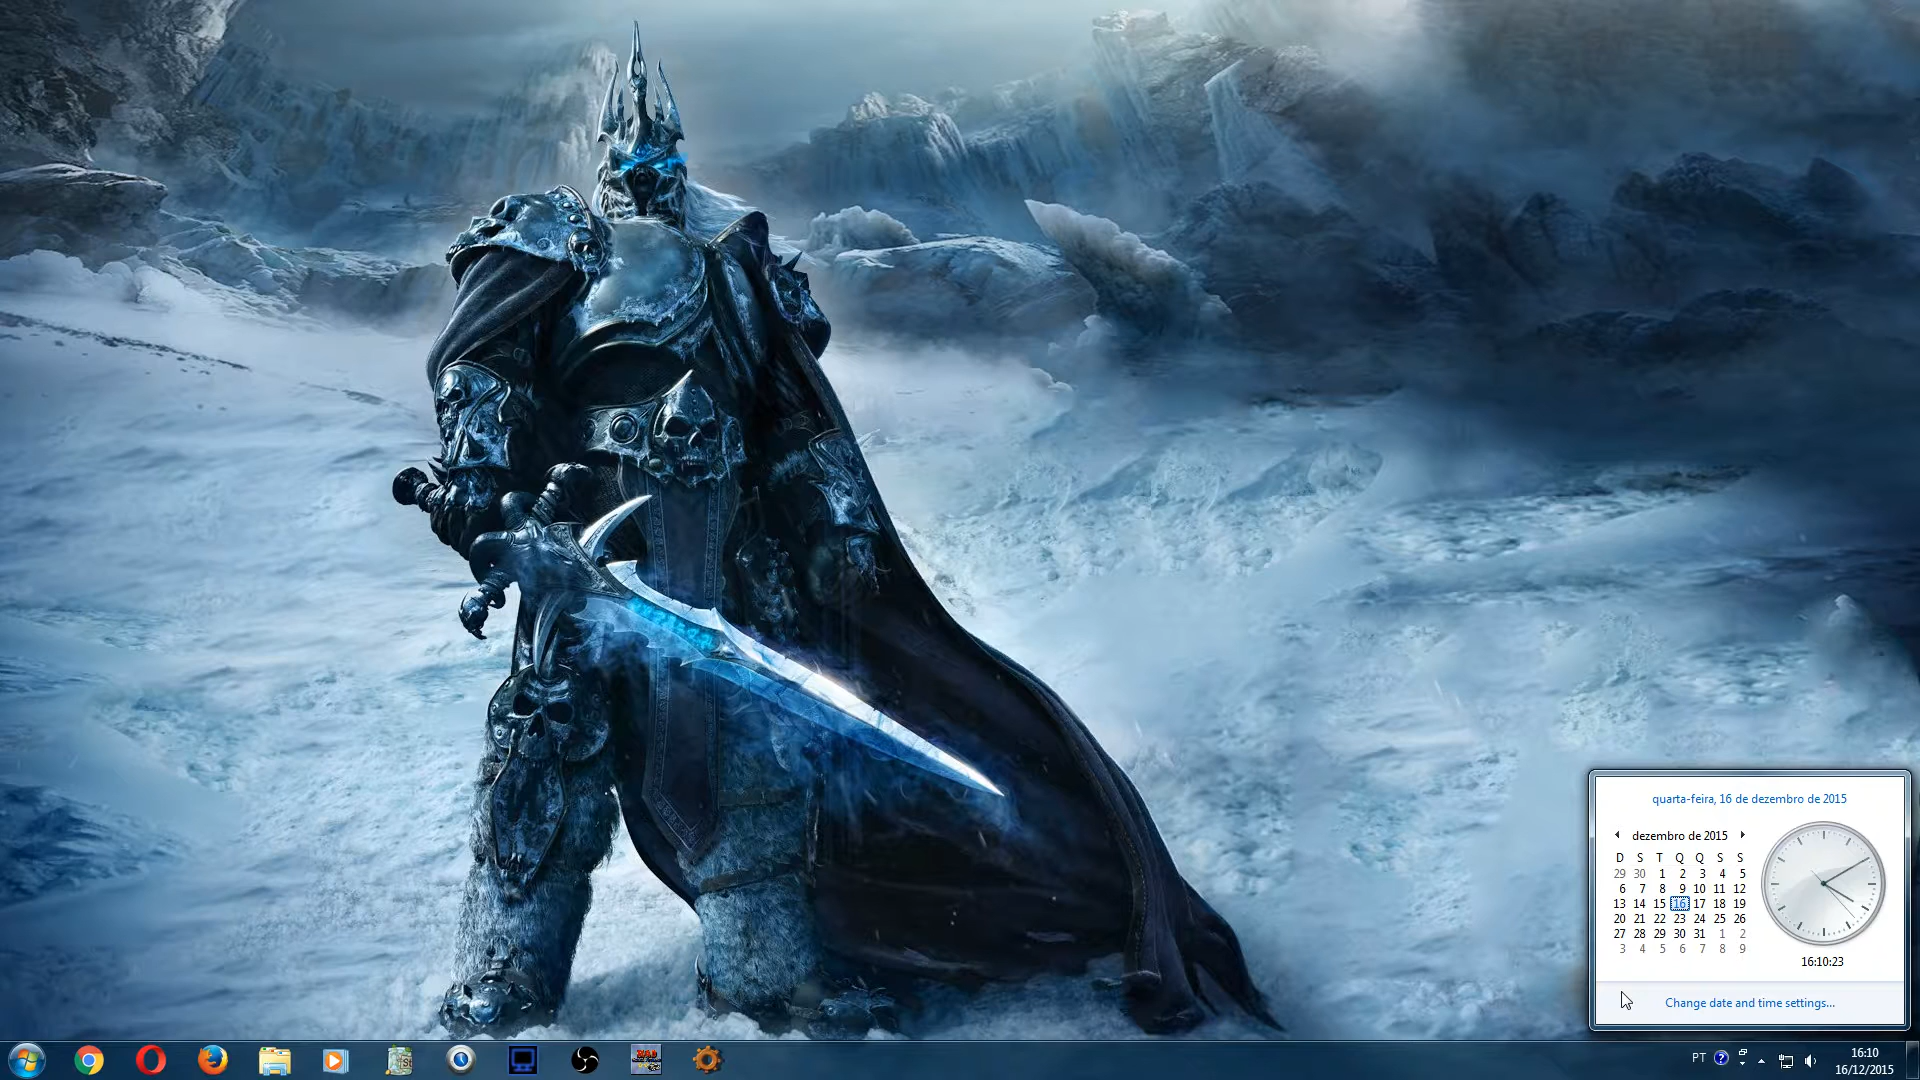 quarta-feira, 16 de dezembro de 2015
dezembro de 2015
D S T Q Q S S
29 30 1 2 3 4 5
6 7 8 9 10 11 12
13 14 15 16 17 18 19
20 21 22 23 24 25 26
27 28 29 30 31 1 2
3 4 5 6 7 8 9
16:10:23
Change date and time settings...
PT
16:10
16/12/2015